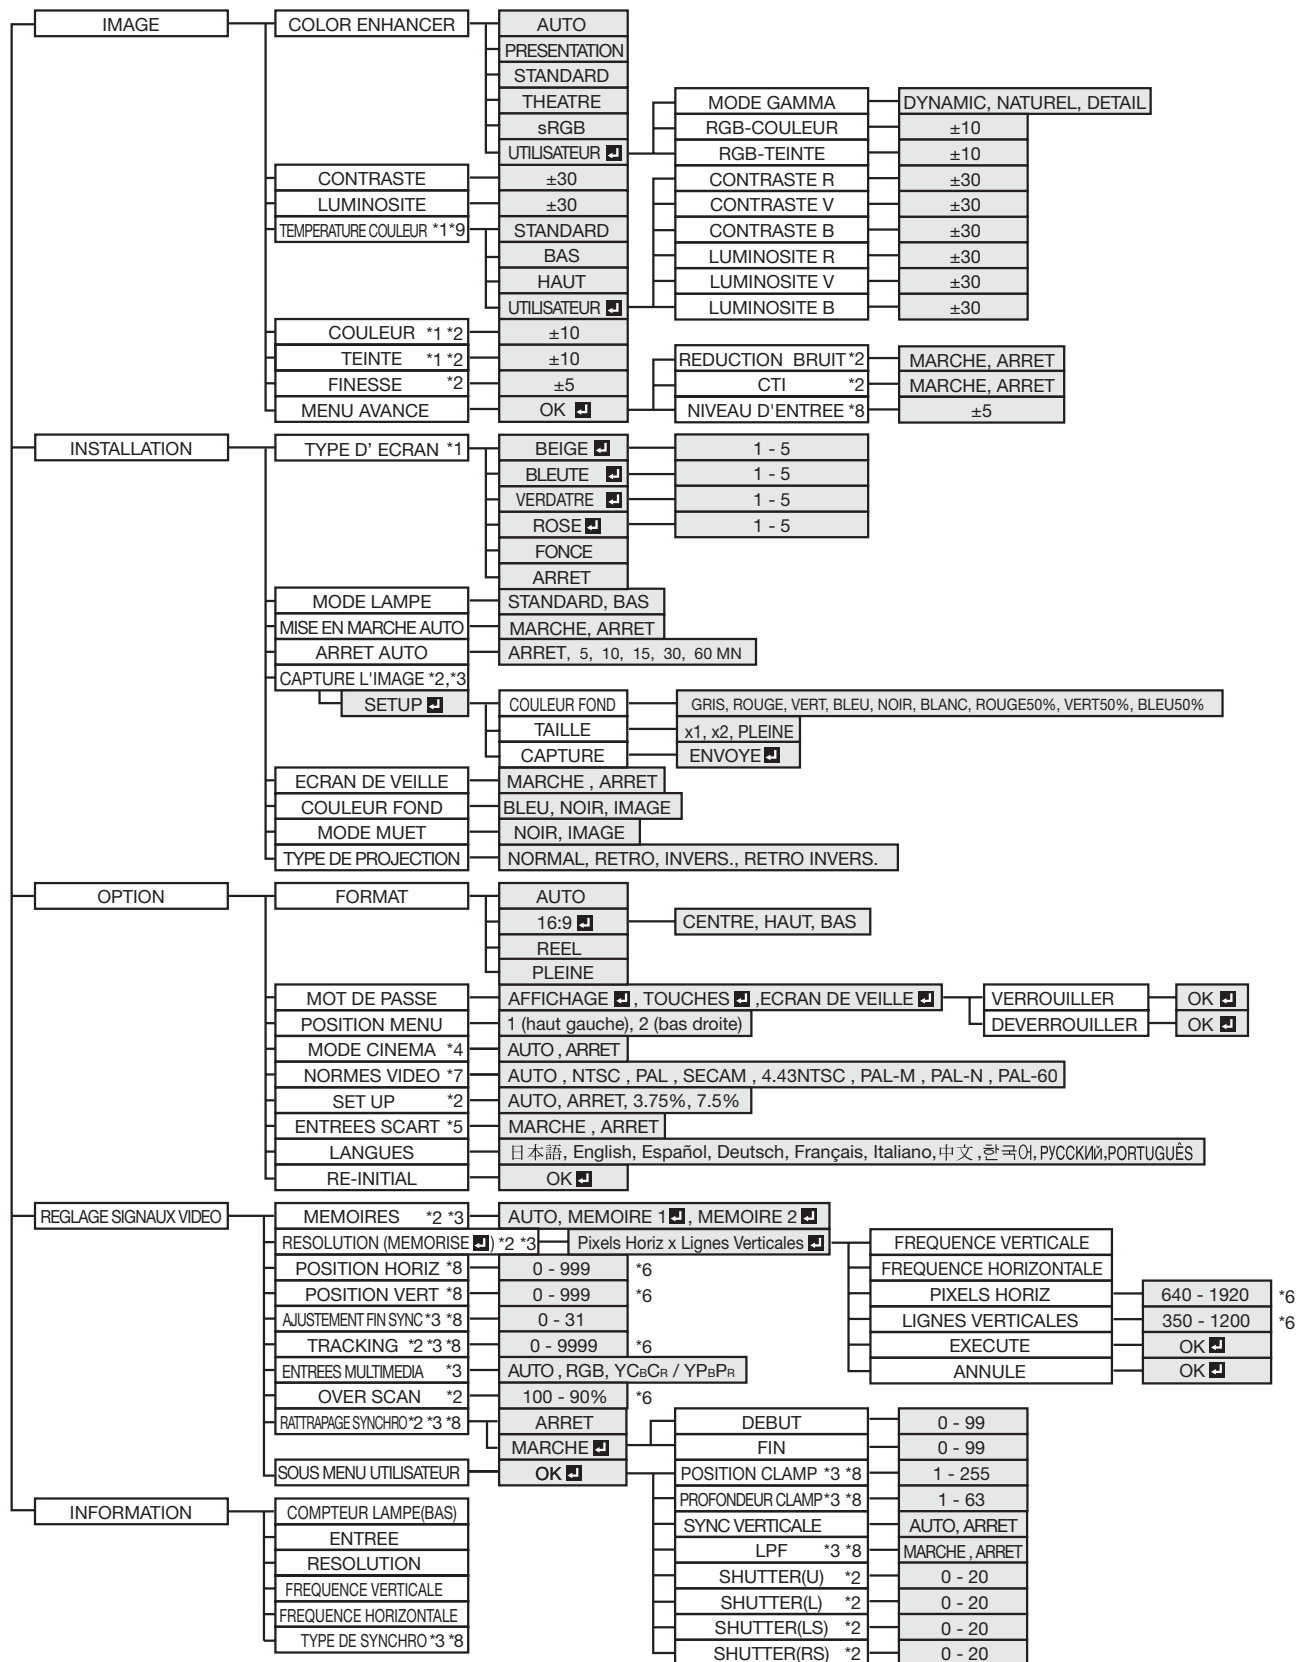 IMAGE COLOR ENHANCER AUTO
PRESENTATION
STANDARD
THEATRE MODE GAMMA DYNAMIC, NATUREL, DETAIL
sRGB RGB-COULEUR ±10
UTILISATEUR RGB-TEINTE ±10
CONTRASTE ±30 CONTRASTE R ±30
LUMINOSITE ±30 CONTRASTE V ±30
TEMPERATURE COULEUR *1*9 STANDARD CONTRASTE B ±30
BAS LUMINOSITE R ±30
HAUT LUMINOSITE V ±30
UTILISATEUR LUMINOSITE B ±30
COULEUR *1 *2 ±10
TEINTE *1 *2 ±10 REDUCTION BRUIT*2 MARCHE, ARRET
FINESSE *2 ±5 CTI *2 MARCHE, ARRET
MENU AVANCE OK NIVEAU D'ENTREE *8 ±5
INSTALLATION TYPE D' ECRAN *1 BEIGE 1 - 5
BLEUTE 1 - 5
VERDATRE 1 - 5
ROSE 1 - 5
FONCE
ARRET
MODE LAMPE STANDARD, BAS
MISE EN MARCHE AUTO MARCHE, ARRET
ARRET AUTO ARRET, 5, 10, 15, 30, 60 MN
CAPTURE L'IMAGE *2,*3
SETUP COULEUR FOND GRIS, ROUGE, VERT, BLEU, NOIR, BLANC, ROUGE50%, VERT50%, BLEU50%
TAILLE x1, x2, PLEINE
CAPTURE ENVOYE
ECRAN DE VEILLE MARCHE , ARRET
COULEUR FOND BLEU, NOIR, IMAGE
MODE MUET NOIR, IMAGE
TYPE DE PROJECTION NORMAL, RETRO, INVERS., RETRO INVERS.
OPTION FORMAT AUTO
16:9 CENTRE, HAUT, BAS
REEL
PLEINE
MOT DE PASSE AFFICHAGE , TOUCHES ,ECRAN DE VEILLE VERROUILLER OK
POSITION MENU 1 (haut gauche), 2 (bas droite) DEVERROUILLER OK
MODE CINEMA *4 AUTO , ARRET
NORMES VIDEO *7 AUTO , NTSC , PAL , SECAM , 4.43NTSC , PAL-M , PAL-N , PAL-60
SET UP *2 AUTO, ARRET, 3.75%, 7.5%
ENTREES SCART *5 MARCHE , ARRET
LANGUES 日本語, English, Español, Deutsch, Français, Italiano,中文 ,한국어, РУССКИЙ,PORTUGUÊS
RE-INITIAL OK
REGLAGE SIGNAUX VIDEO MEMOIRES *2 *3 AUTO, MEMOIRE 1 , MEMOIRE 2
RESOLUTION (MEMORISE ) *2 *3 Pixels Horiz x Lignes Verticales FREQUENCE VERTICALE
POSITION HORIZ *8 0 - 999 *6 FREQUENCE HORIZONTALE
POSITION VERT *8 0 - 999 *6 PIXELS HORIZ 640 - 1920 *6
AJUSTEMENT FIN SYNC *3 *8 0 - 31 LIGNES VERTICALES 350 - 1200 *6
TRACKING *2 *3 *8 0 - 9999 *6 EXECUTE OK
ENTREES MULTIMEDIA *3 AUTO , RGB, YCBCR / YPBPR ANNULE OK
OVER SCAN *2 100 - 90% *6
RATTRAPAGE SYNCHRO*2 *3 *8 ARRET DEBUT 0 - 99
MARCHE FIN 0 - 99
SOUS MENU UTILISATEUR OK POSITION CLAMP *3 *8 1 - 255
INFORMATION COMPTEUR LAMPE(BAS) PROFONDEUR CLAMP*3 *8 1 - 63
ENTREE SYNC VERTICALE AUTO, ARRET
RESOLUTION LPF *3 *8 MARCHE , ARRET
FREQUENCE VERTICALE SHUTTER(U) *2 0 - 20
FREQUENCE HORIZONTALE SHUTTER(L) *2 0 - 20
TYPE DE SYNCHRO *3 *8 SHUTTER(LS) *2 0 - 20
SHUTTER(RS) *2 0 - 20